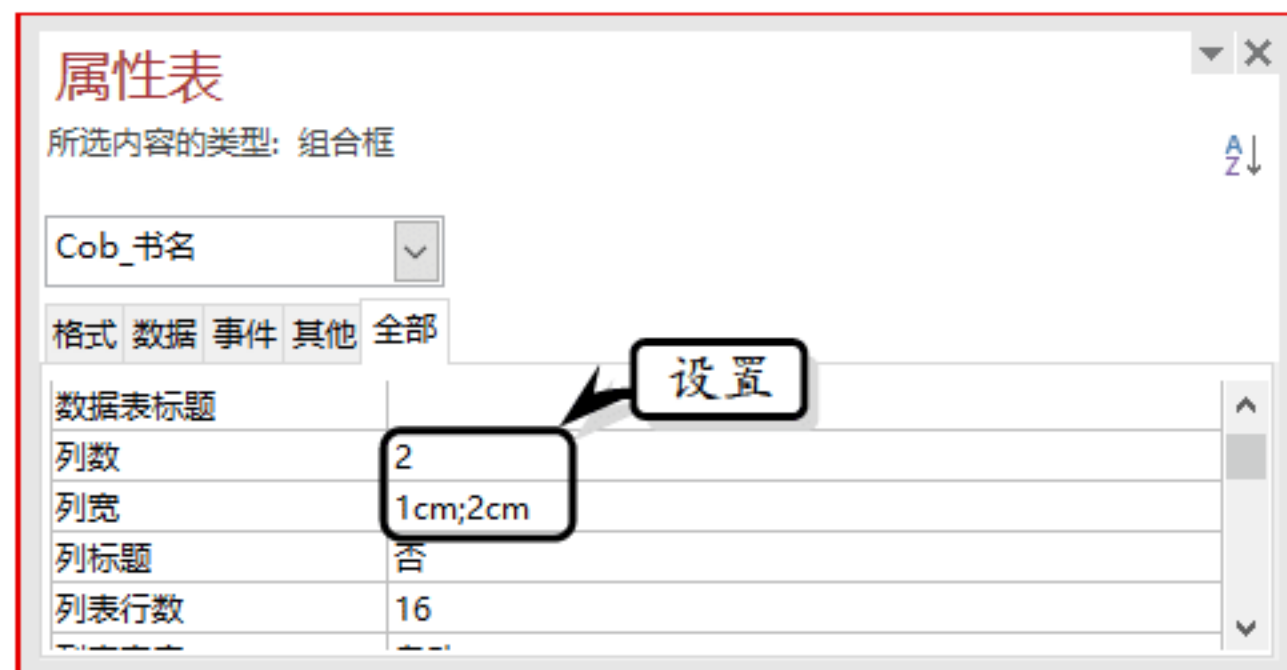 属性表
所选内容的类型: 组合框
Cob_书名
格式 数据 事件 其他 全部
设置
数据表标题
列数 2
列宽 1cm;2cm
列标题 否
列表行数 16